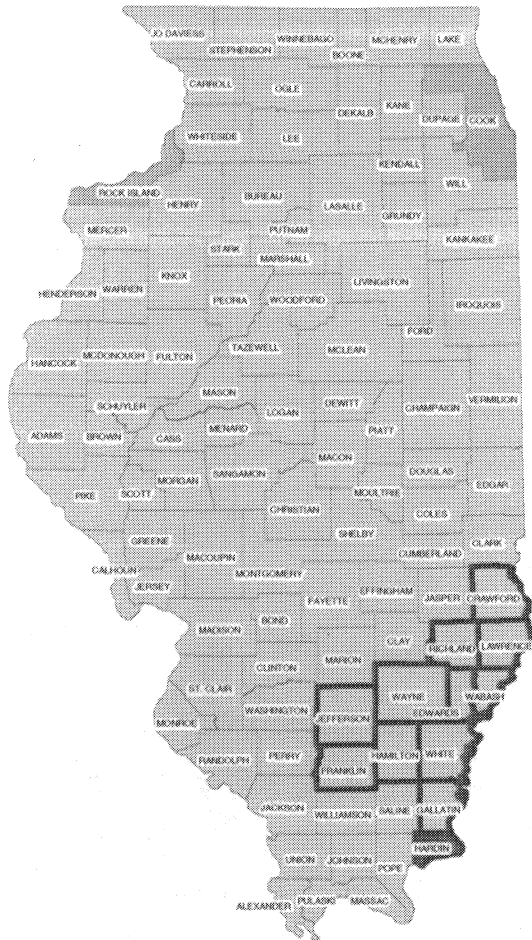 JO DAVIESS
STEPHENSON
WINNEBAGO
BOONE
MCHENRY
LAKE
CARROLL
OGLE
DEKALB
KANE
DUPAGE
COOK
WHITESIDE
LEE
KENDALL
WILL
ROCK ISLAND
HENRY
BUREAU
LASALLE
GRUNDY
MERCER
STARK
PUTNAM
KANKAKEE
MARSHALL
HENDERSON
WARREN
KNOX
PEORIA
WOODFORD
LIVINGSTON
IROQUOIS
FORD
HANCOCK
MCDONOUGH
FULTON
TAZEWELL
MCLEAN
SCHUYLER
MASON
LOGAN
DEWITT
CHAMPAIGN
VERMILION
ADAMS
BROWN
CASS
MENARD
PIATT
PIKE
SCOTT
MORGAN
SANGAMON
MACON
DOUGLAS
EDGAR
CHRISTIAN
MOULTRIE
COLES
GREENE
SHELBY
CLARK
CALHOUN
JERSEY
MACOUPIN
MONTGOMERY
CUMBERLAND
FAYETTE
EFFINGHAM
JASPER
CRAWFORD
MADISON
BOND
CLAY
RICHLAND
LAWRENCE
CLINTON
MARION
ST. CLAIR
WASHINGTON
JEFFERSON
WAYNE
EDWARDS
WABASH
MONROE
RANDOLPH
PERRY
FRANKLIN
HAMILTON
WHITE
JACKSON
WILLIAMSON
SALINE
GALLATIN
HARDIN
UNION
JOHNSON
POPE
ALEXANDER
PULASKI
MASSAC